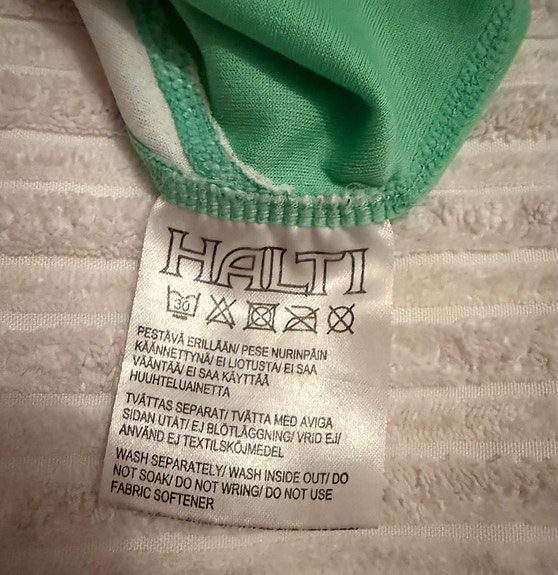 HALTI
30
PESTÄVÄ ERILLÄÄN/ PESE NURINPÄIN
KÄÄNNETTYNÄ/ EI LIOTUSTA/ EI SAA
VÄÄNTÄÄ/ EI SAA KÄYTTÄÄ
HUUHTELUAINETTA
TVÄTTAS SEPARAT/ TVÄTTA MED AVIGA
SIDAN UTÅT/ EJ BLÖTLÄGGNING/ VRID EJ/
ANVÄND EJ TEXTILSKÖJMEDEL
WASH SEPARATELY/ WASH INSIDE OUT/ DO
NOT SOAK/ DO NOT WRING/ DO NOT USE
FABRIC SOFTENER